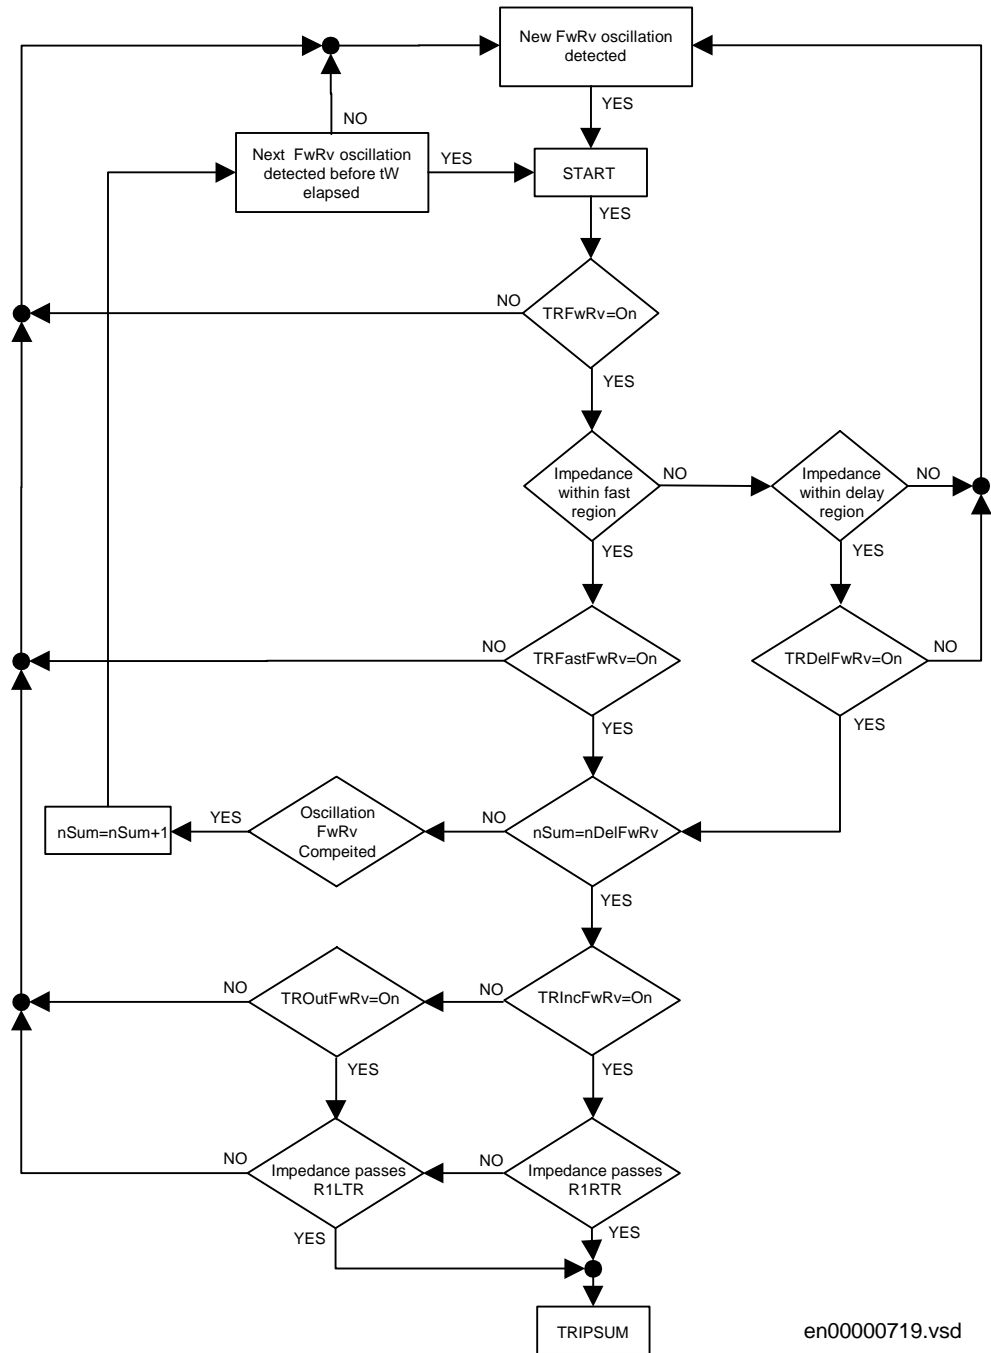 New FwRv oscillation
detected
YES
NO
Next FwRv oscillation
detected before tW
elapsed
YES
START
YES
NO
TRFwRv=On
YES
Impedance
within fast
region
NO
Impedance
within delay
region
NO
YES
YES
NO
TRFastFwRv=On
TRDelFwRv=On
NO
YES
YES
nSum=nSum+1
YES
Oscillation
FwRv
Compeited
NO
nSum=nDelFwRv
YES
NO
TROutFwRv=On
NO
TRIncFwRv=On
YES
YES
NO
Impedance passes
R1LTR
NO
Impedance passes
R1RTR
YES
YES
TRIPSUM
en00000719.vsd